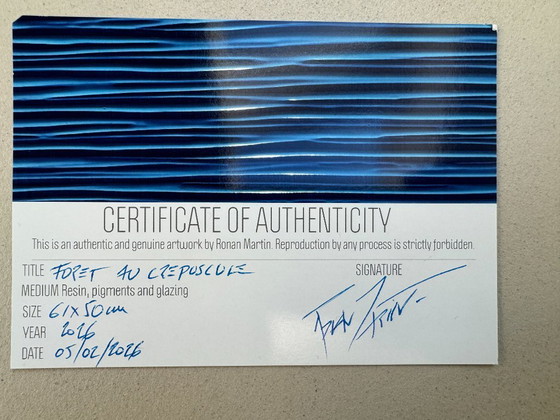 CERTIFICATE OF AUTHENTICITY
This is an authentic and genuine artwork by Ronan Martin. Reproduction by any process is strictly forbidden.
TITLE FORET AU CREPUSCULE
SIGNATURE
MEDIUM Resin, pigments and glazing
SIZE 61x50cm
YEAR 2026
DATE 05/02/2026